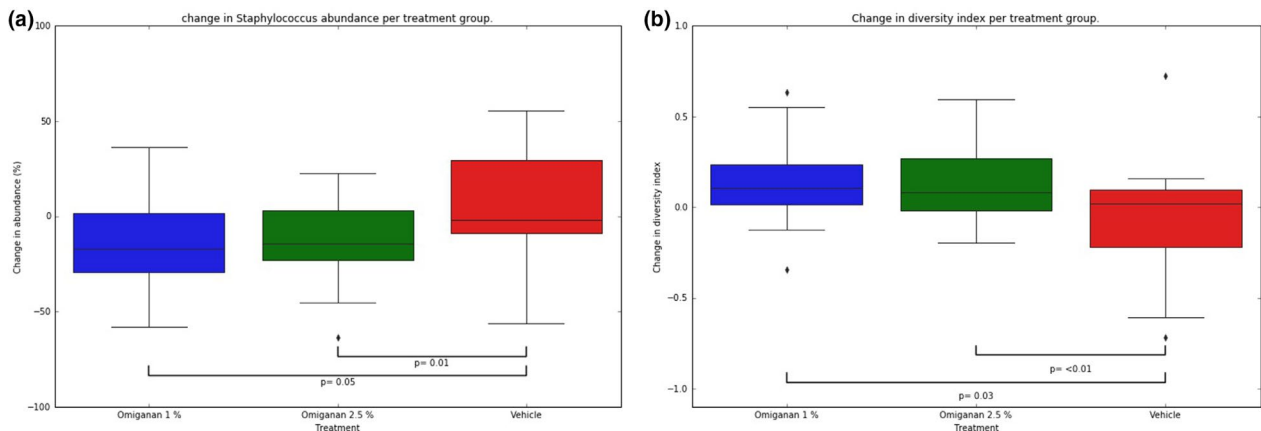 (a)
change in Staphylococcus abundance per treatment group.
100
50
0
−50
−100
Change in abundance (%)
p= 0.01
p= 0.05
Omiganan 1 %
Omiganan 2.5 %
Vehicle
Treatment
(b)
Change in diversity index per treatment group.
1.0
0.5
0.0
−0.5
−1.0
Change in diversity index
p= <0.01
p= 0.03
Omiganan 1 %
Omiganan 2.5 %
Vehicle
Treatment